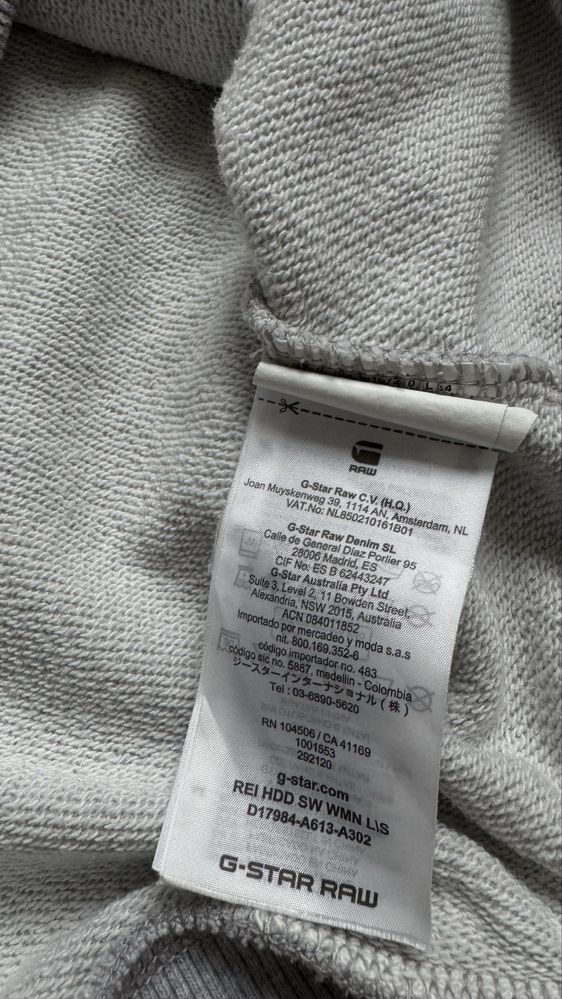 RAW
G-Star Raw C.V. (H.Q.)
Joan Muyskenweg 39, 1114 AN, Amsterdam, NL
VAT.No: NL850210161B01
G-Star Raw Denim SL
Calle de General Diaz Porlier 95
28006 Madrid, ES
CIF No: ES B 62443247
G-Star Australia Pty Ltd
Suite 3, Level 2, 11 Bowden Street,
Alexandria, NSW 2015, Australia
ACN 084011852
Importado por mercadeo y moda s.a.s
nit. 800.169.352-6
código importador no. 483
código sic no. 5887, medellin - Colombia
ジースターインターナショナル(株)
Tel : 03-6890-5620
RN 104506 / CA 41169
1001553
292120
g-star.com
REI HDD SW WMN L\S
D17984-A613-A302
G-STAR RAW